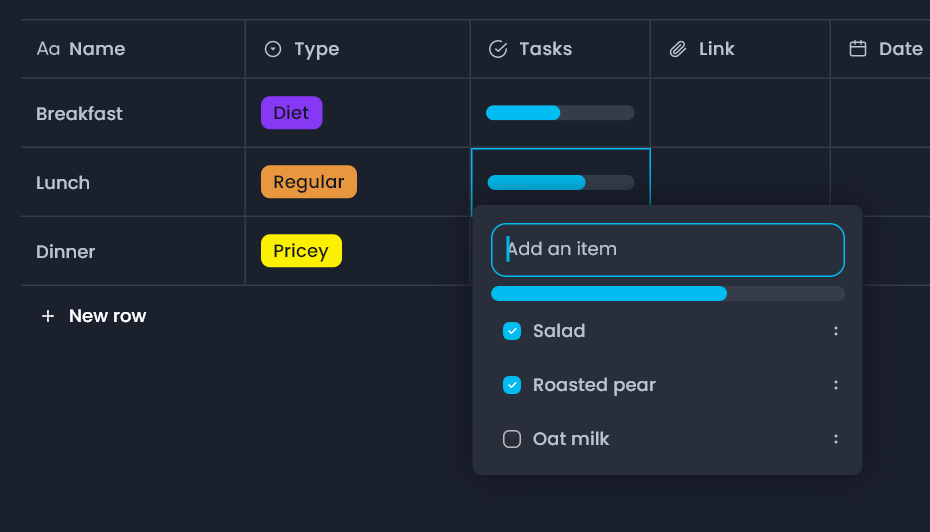 Aa Name
Type
Tasks
Link
Date
Breakfast
Diet
Lunch
Regular
Dinner
Pricey
+ New row
Add an item
Salad
Roasted pear
Oat milk